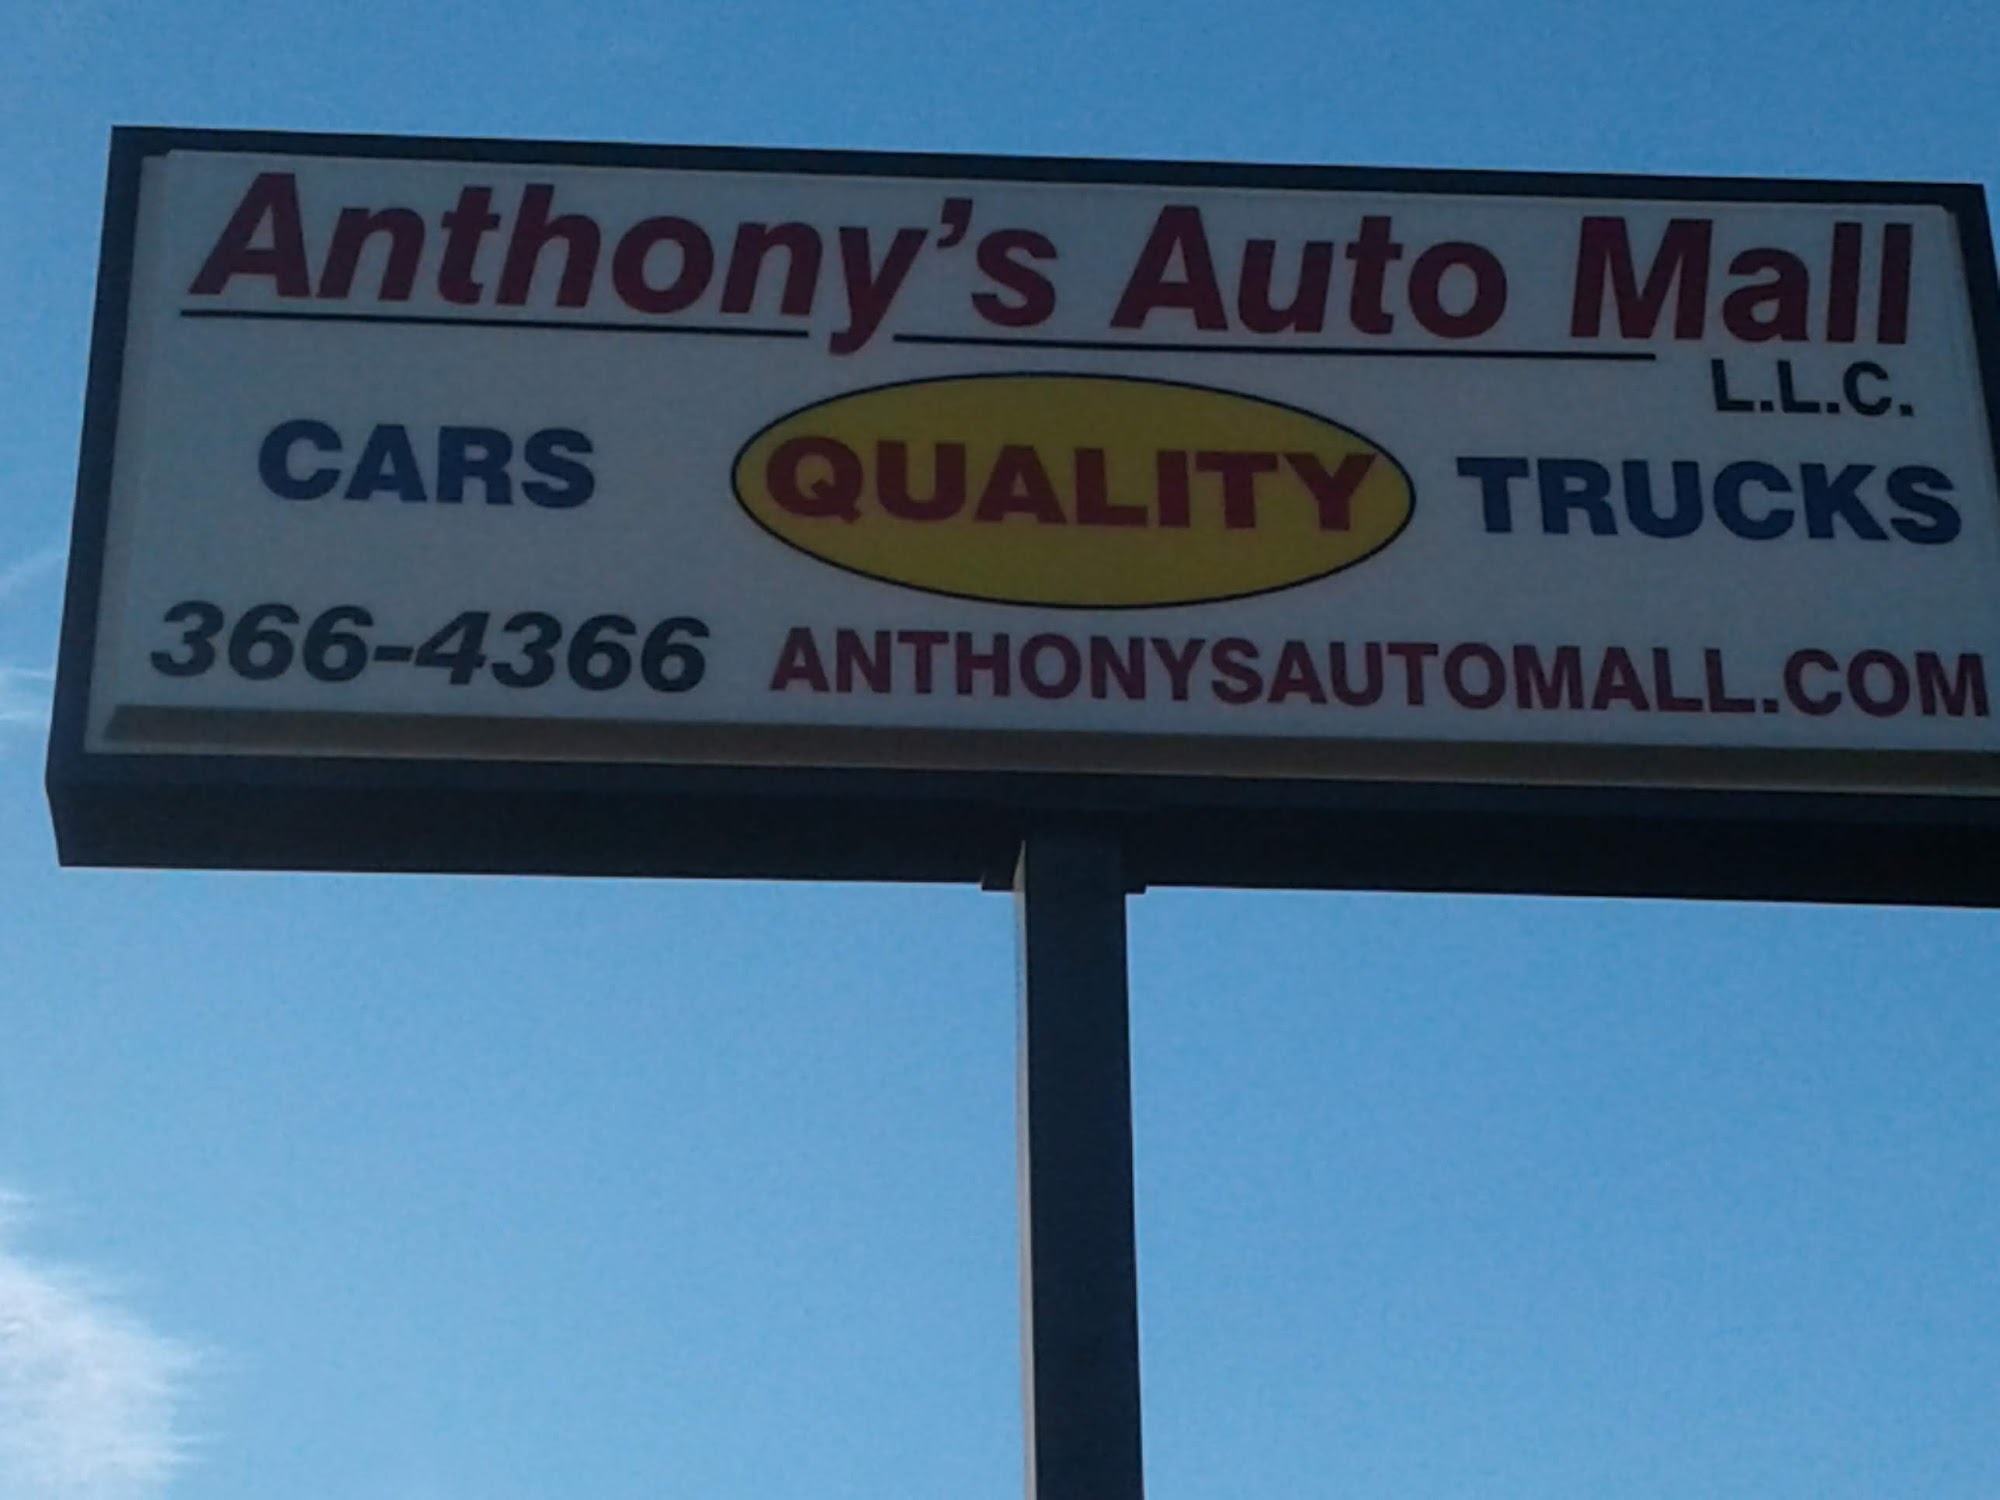 Anthony's Auto Mall
L.L.C.
CARS QUALITY TRUCKS
366-4366 ANTHONYSAUTOMALL.COM